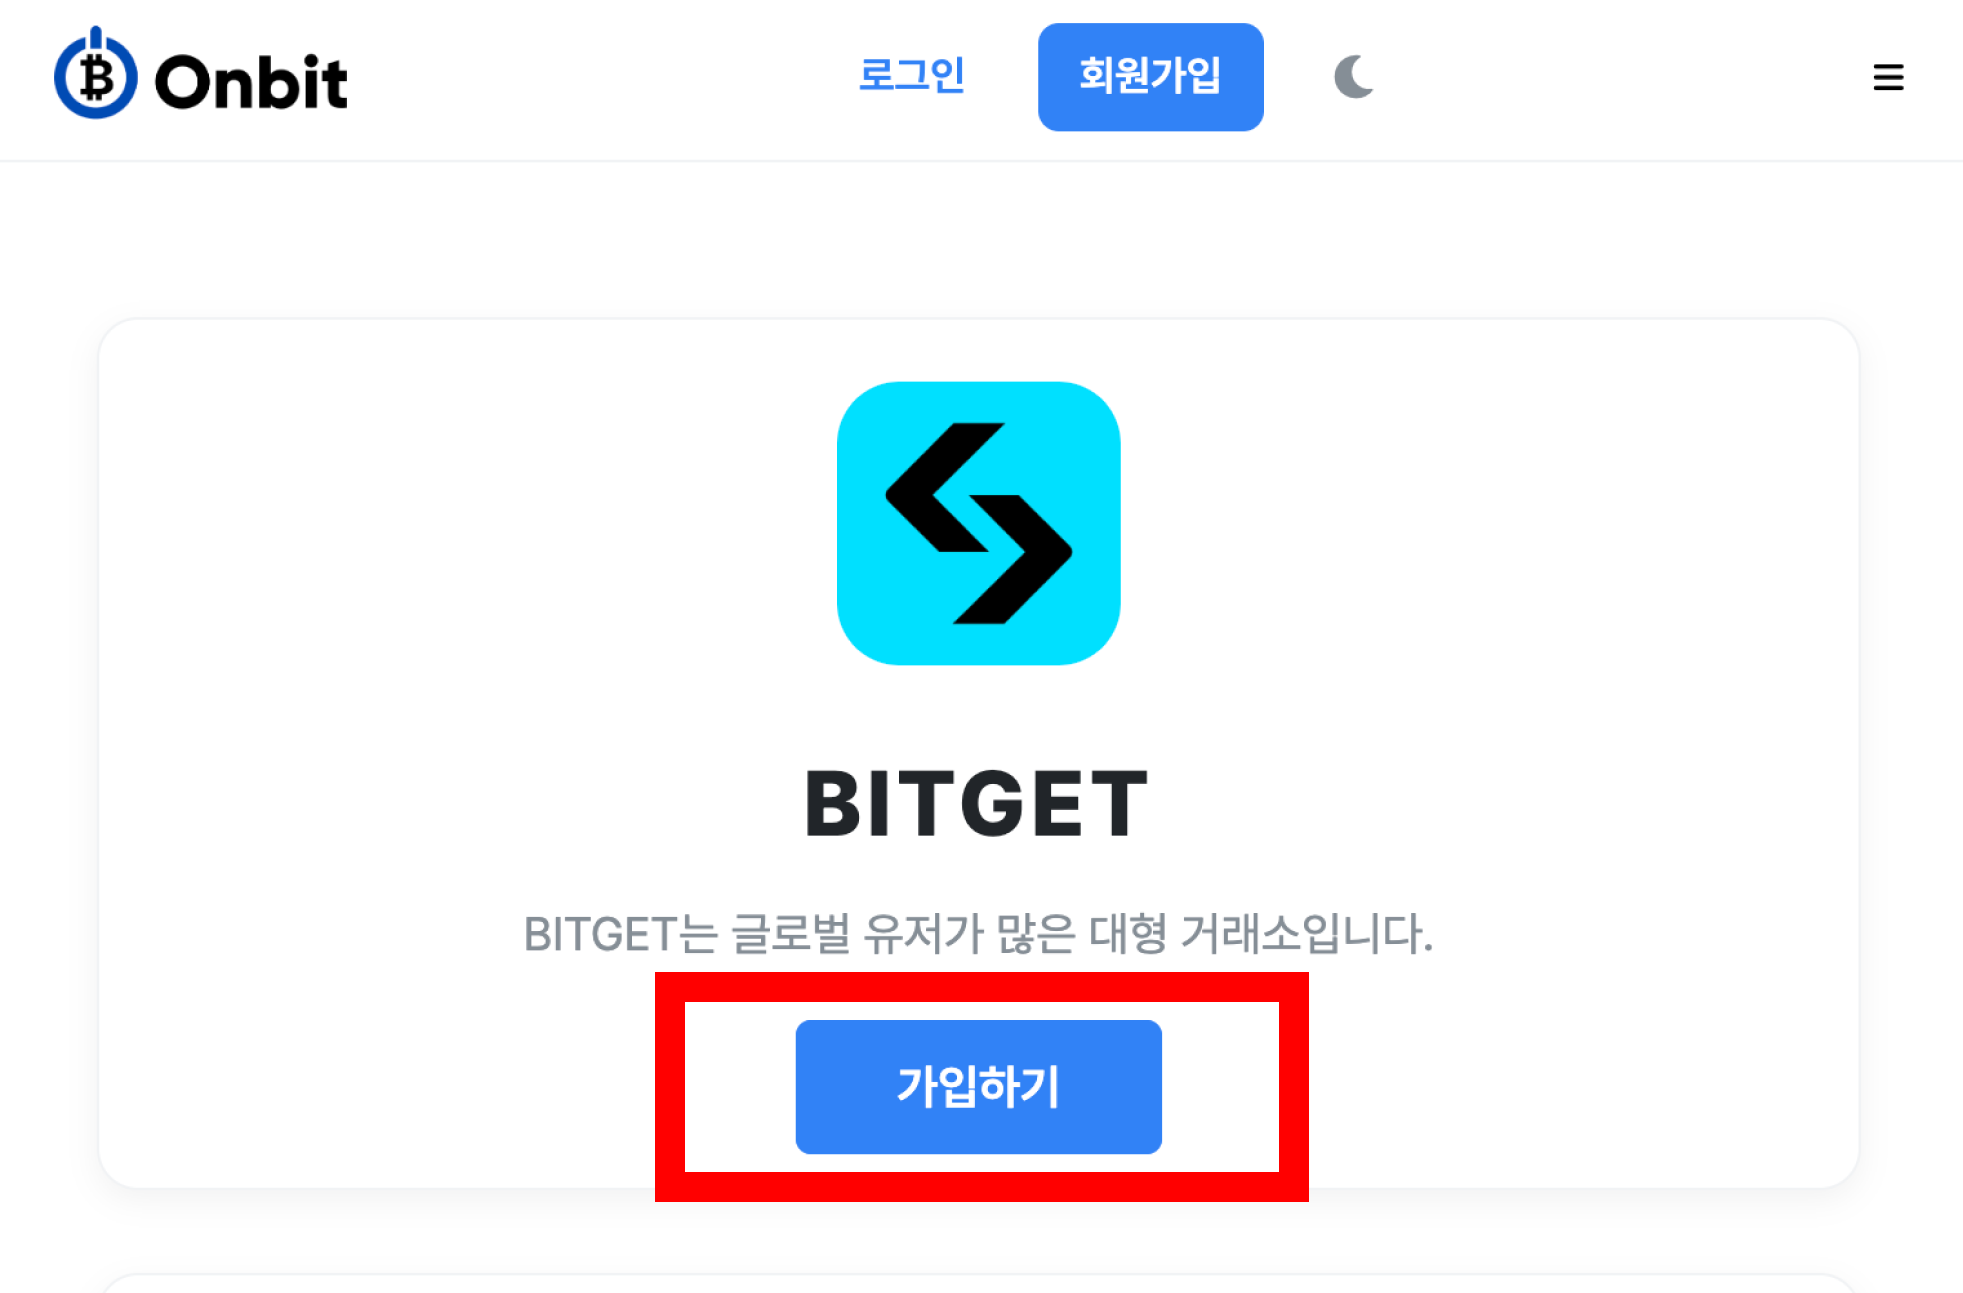 Onbit
로그인
회원가입
BITGET
BITGET는 글로벌 유저가 많은 대형 거래소입니다.
가입하기